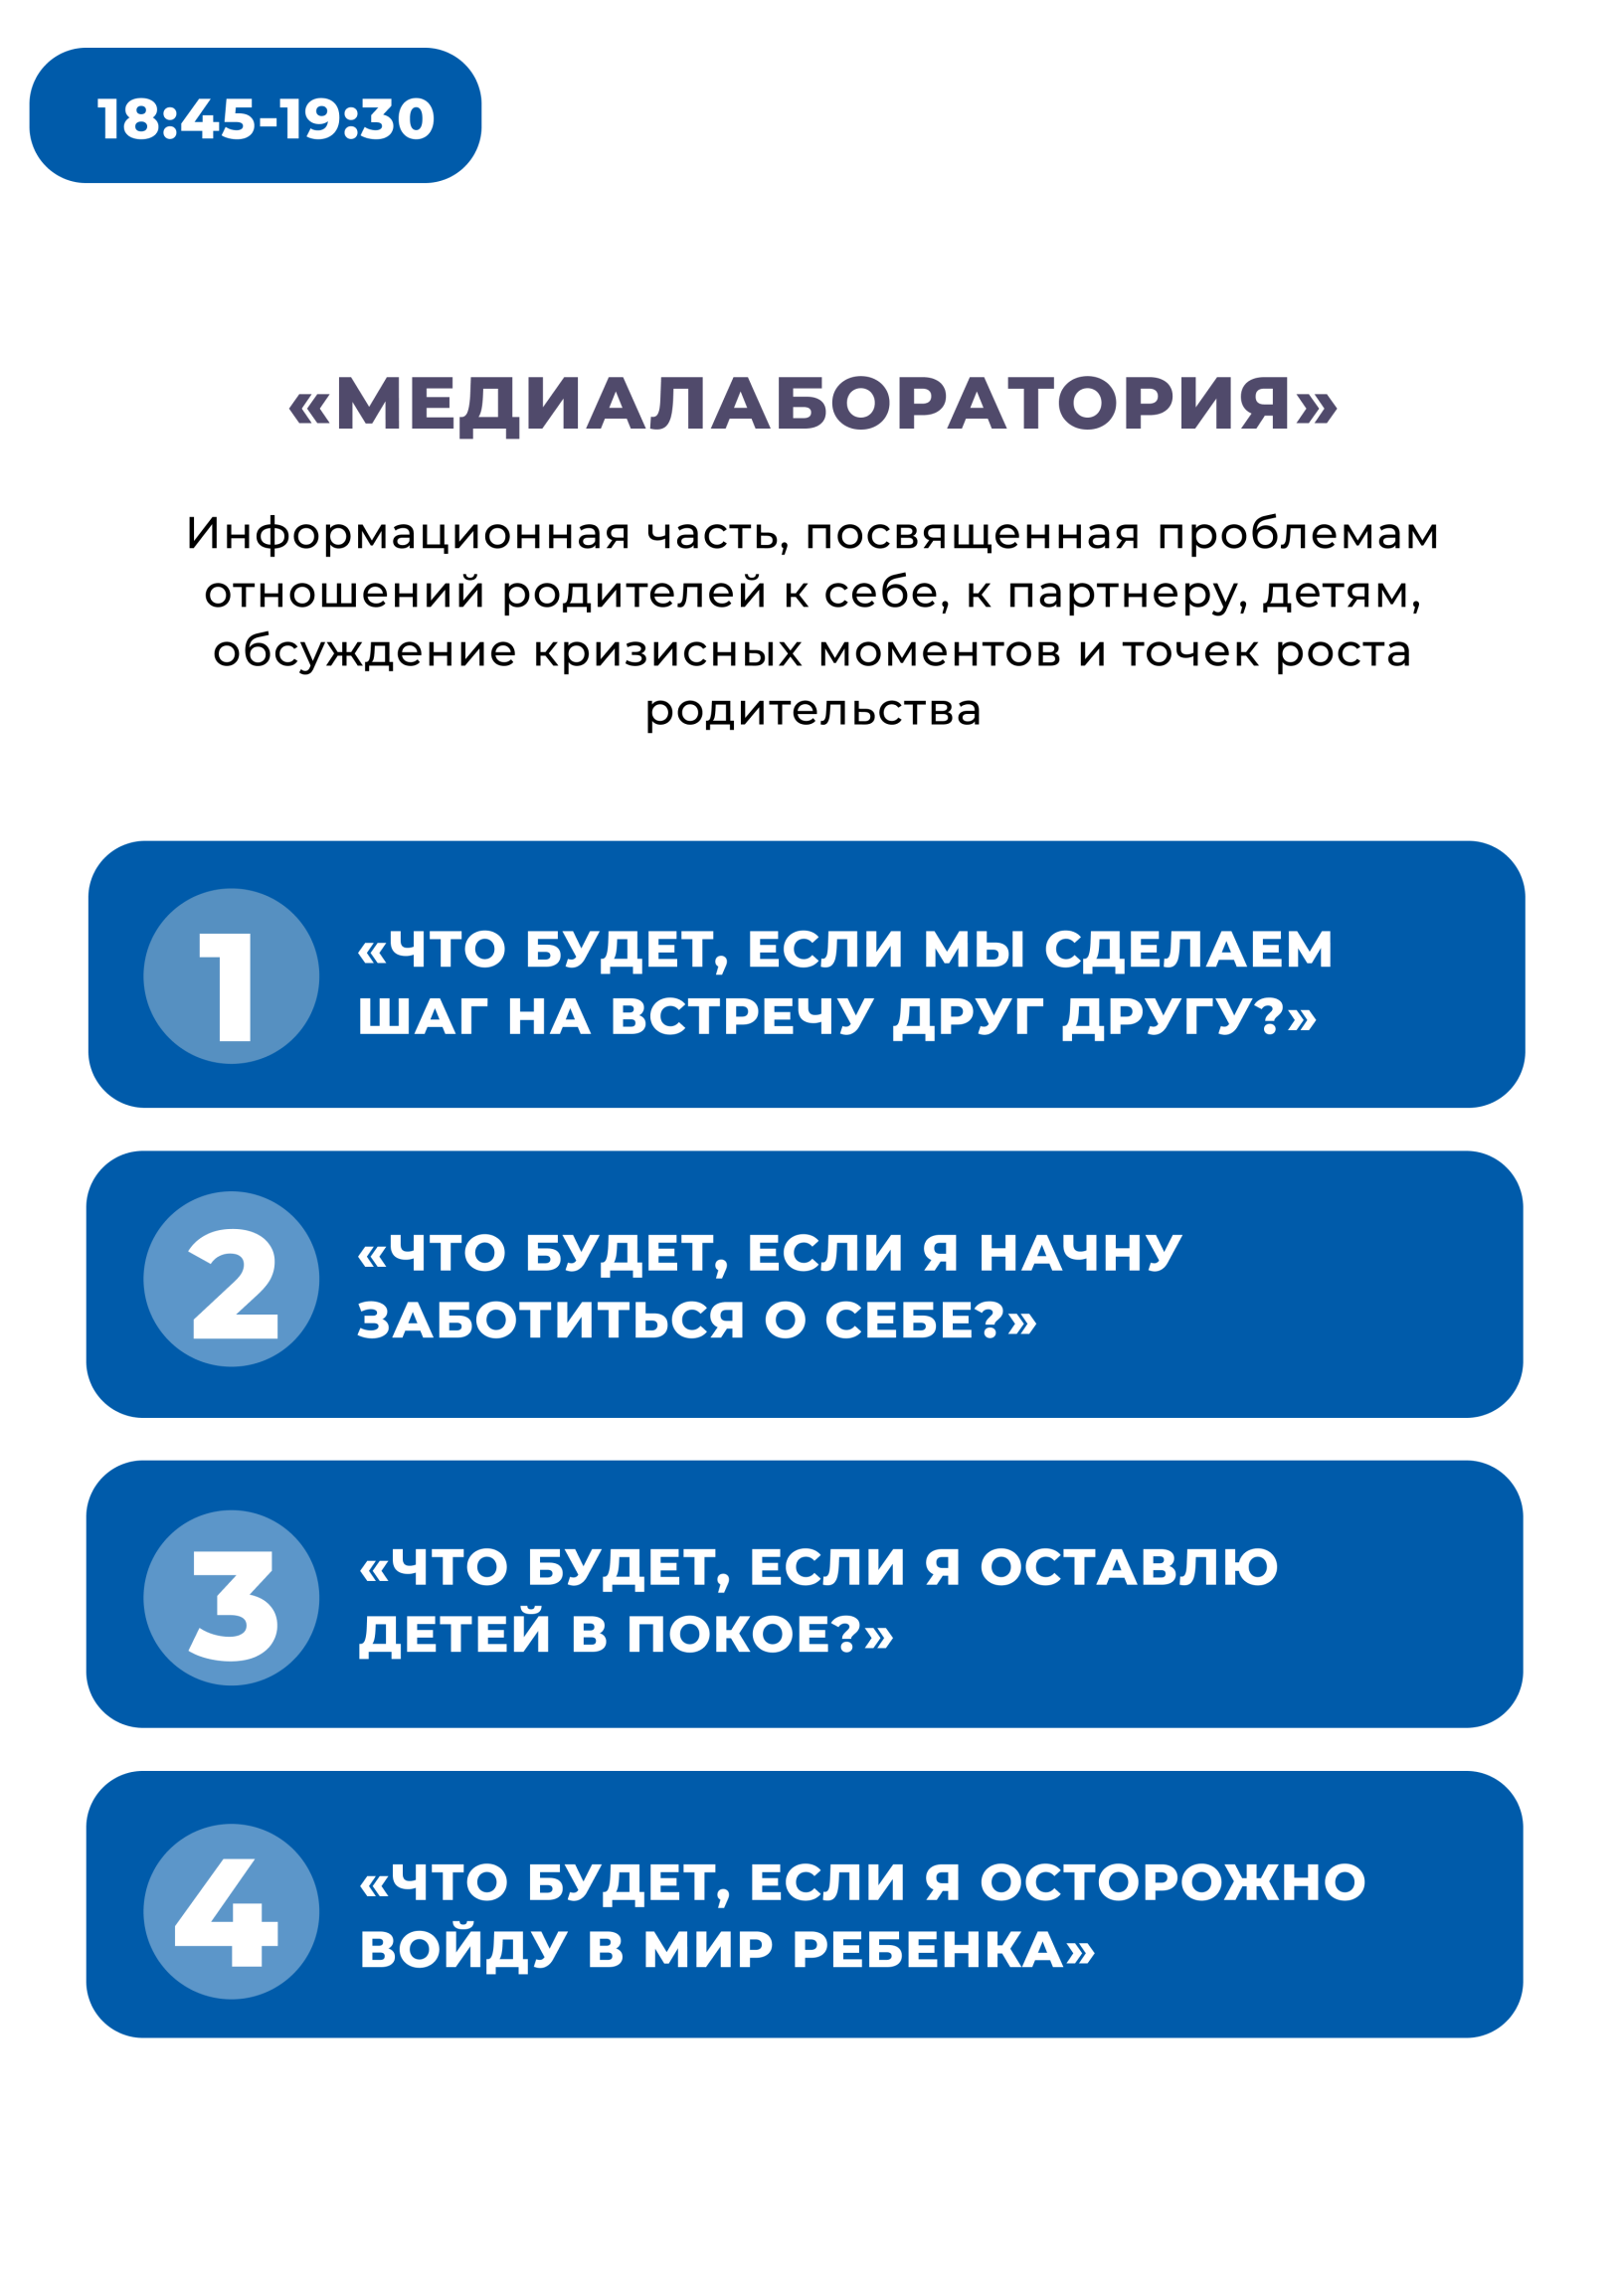 18:45-19:30
«МЕДИАЛАБОРАТОРИЯ»
Информационная часть, посвященная проблемам
отношений родителей к себе, к партнеру, детям,
обсуждение кризисных моментов и точек роста
родительства
1
«ЧТО БУДЕТ, ЕСЛИ МЫ СДЕЛАЕМ
ШАГ НА ВСТРЕЧУ ДРУГ ДРУГУ?»
2
«ЧТО БУДЕТ, ЕСЛИ Я НАЧНУ
ЗАБОТИТЬСЯ О СЕБЕ?»
3
«ЧТО БУДЕТ, ЕСЛИ Я ОСТАВЛЮ
ДЕТЕЙ В ПОКОЕ?»
4
«ЧТО БУДЕТ, ЕСЛИ Я ОСТОРОЖНО
ВОЙДУ В МИР РЕБЕНКА»